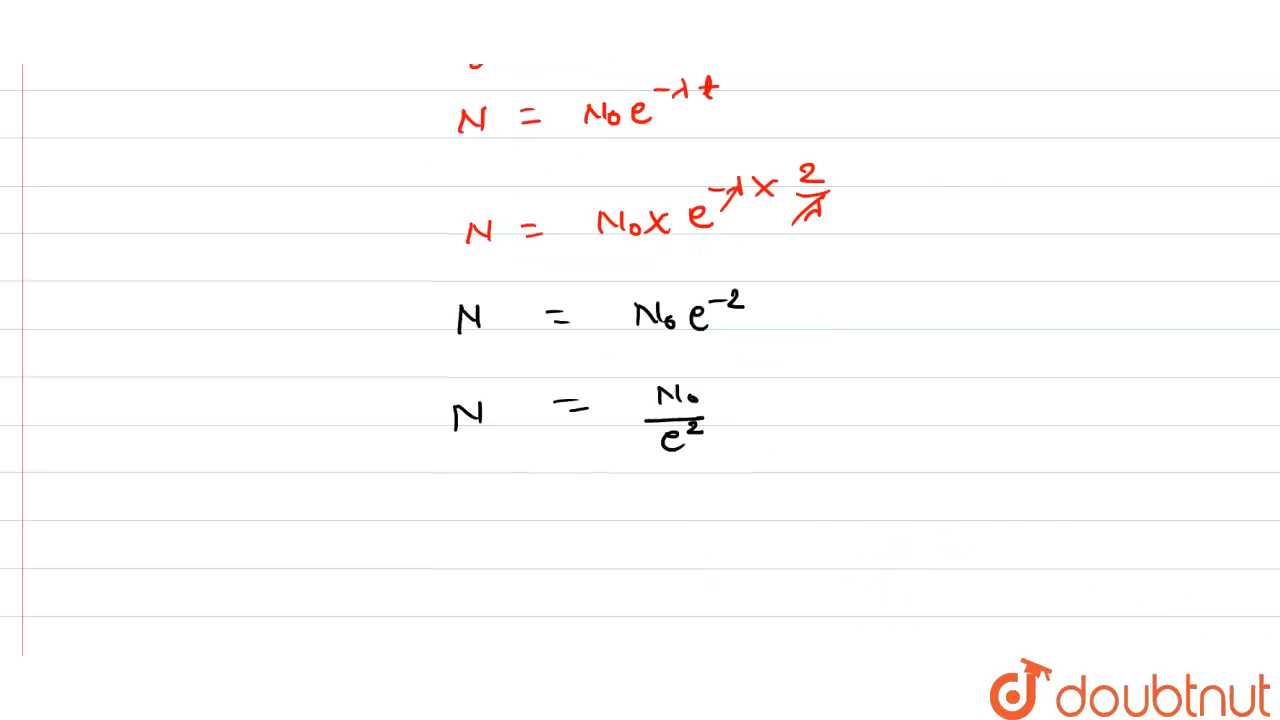 N = N₀e^{-λt}
N = N₀ × e^{-λ × 2/λ}
N = N₀e^{-2}
N = N₀/e²
doubtnut